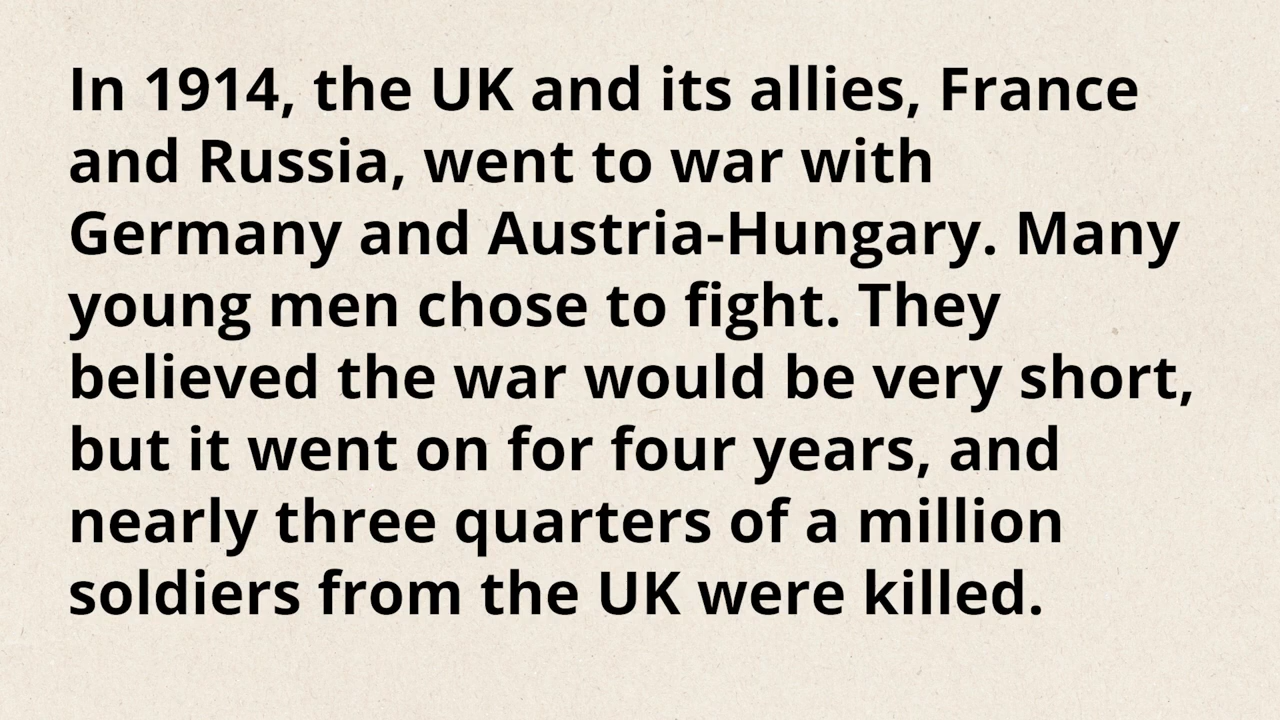 In 1914, the UK and its allies, France
and Russia, went to war with
Germany and Austria-Hungary. Many
young men chose to fight. They
believed the war would be very short,
but it went on for four years, and
nearly three quarters of a million
soldiers from the UK were killed.